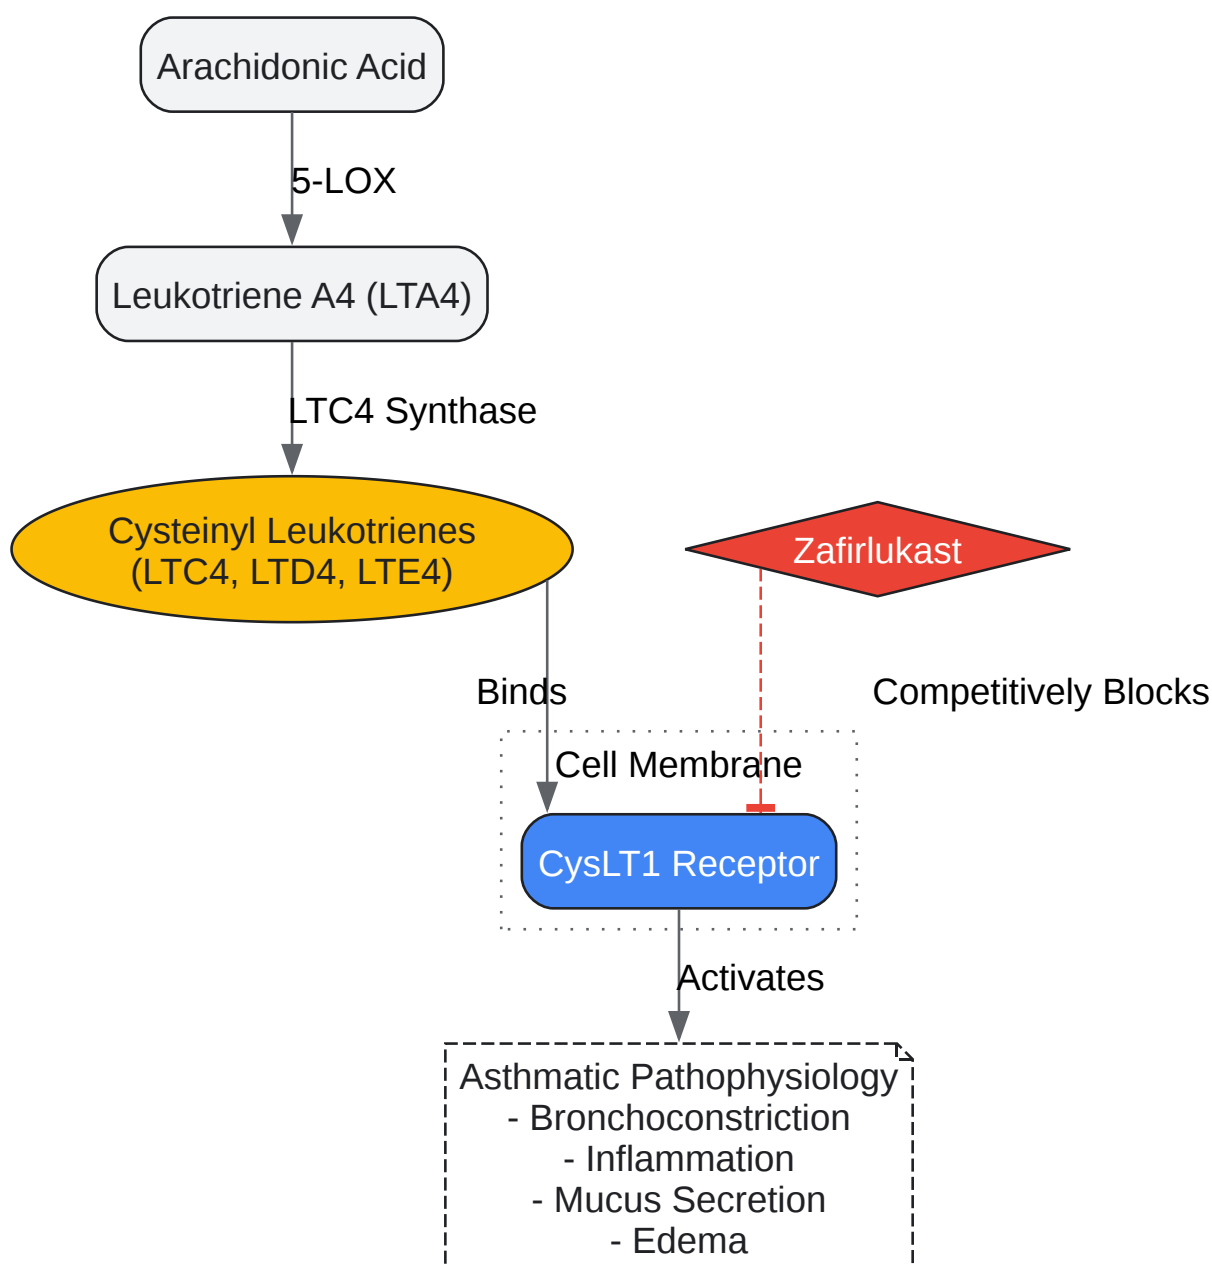 Arachidonic Acid
5-LOX
Leukotriene A4 (LTA4)
LTC4 Synthase
Cysteinyl Leukotrienes
(LTC4, LTD4, LTE4)
Zafirlukast
Binds
Competitively Blocks
Cell Membrane
CysLT1 Receptor
Activates
Asthmatic Pathophysiology
- Bronchoconstriction
- Inflammation
- Mucus Secretion
- Edema